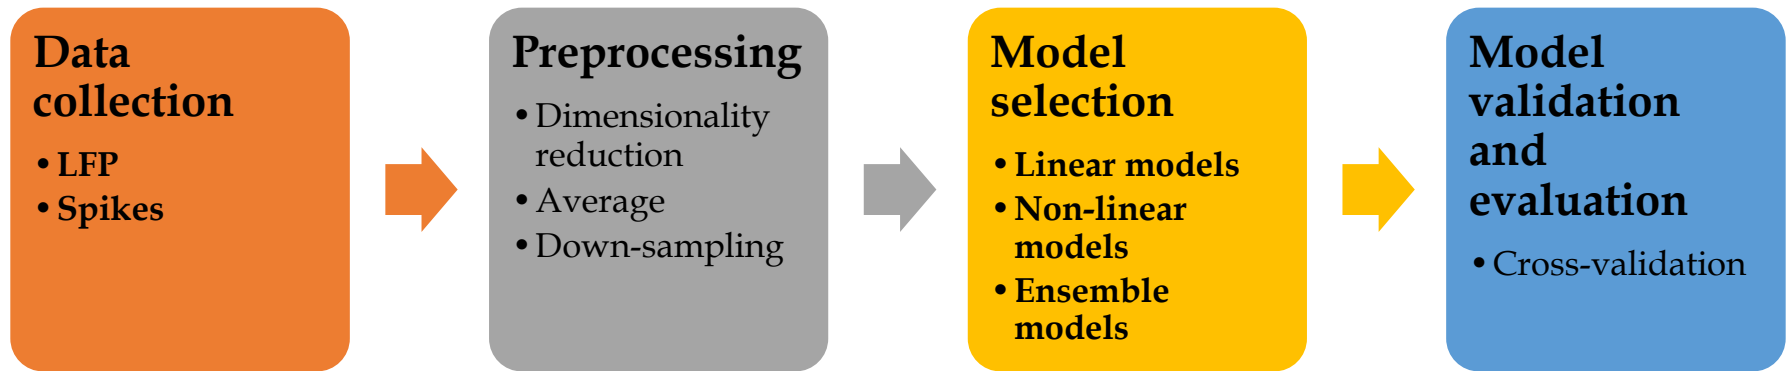 Data
collection
• LFP
• Spikes
Preprocessing
• Dimensionality
reduction
• Average
• Down-sampling
Model
selection
• Linear models
• Non-linear
models
• Ensemble
models
Model
validation
and
evaluation
• Cross-validation